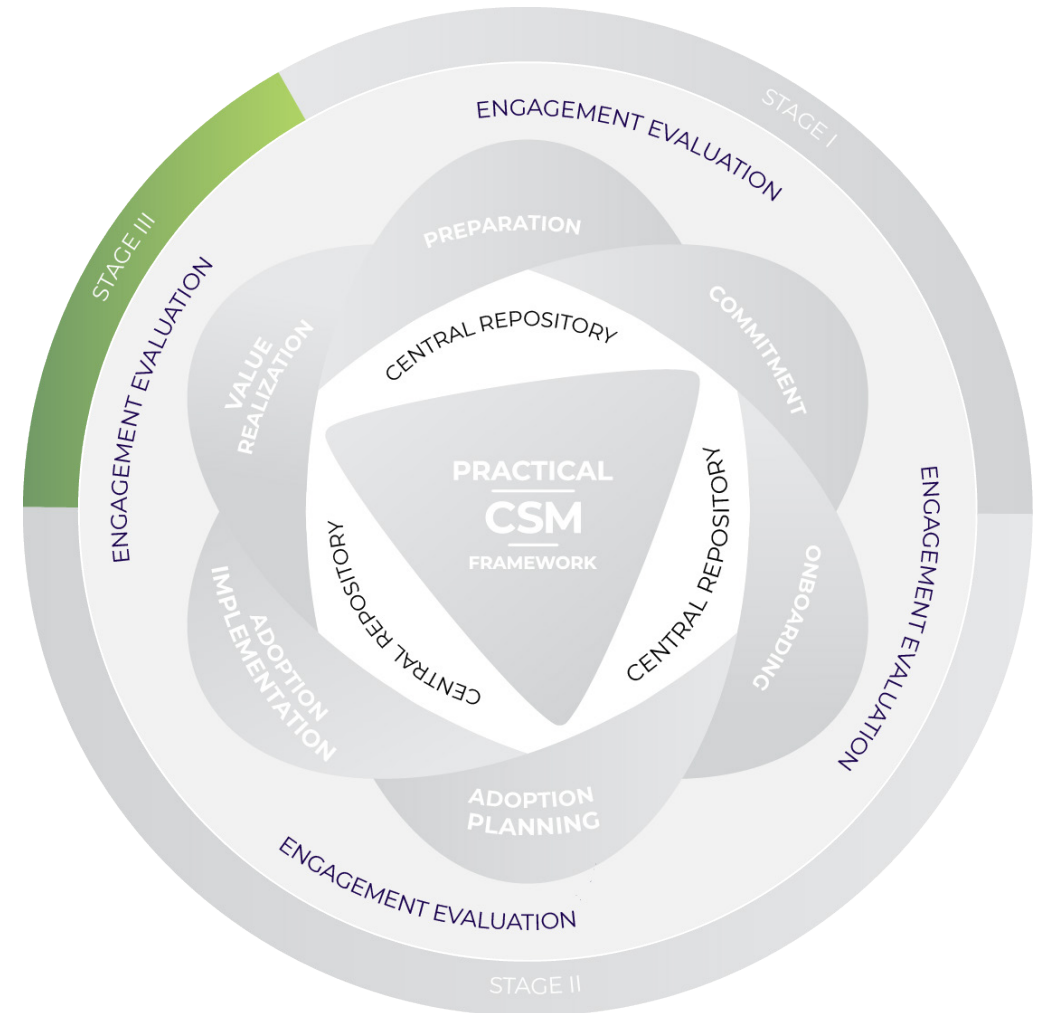 STAGE I
STAGE II
STAGE III
ENGAGEMENT EVALUATION
ENGAGEMENT EVALUATION
ENGAGEMENT EVALUATION
ENGAGEMENT EVALUATION
PREPARATION
COMMITMENT
ONBOARDING
ADOPTION
PLANNING
ADOPTION
IMPLEMENTATION
VALUE
REALIZATION
CENTRAL REPOSITORY
CENTRAL REPOSITORY
CENTRAL REPOSITORY
PRACTICAL
CSM
FRAMEWORK